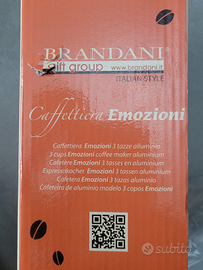 BRANDANI
gift group www.brandani.it
ITALIAN STYLE
Caffettiera Emozioni
Caffettiera Emozioni 3 tazze alluminio
3 cups Emozioni coffee maker aluminium
Cafetière Emozioni 3 tasses en aluminium
Espressokocher Emozioni 3 tassen aluminium
Cafetera Emozioni 3 tazas aluminio
Cafeteira de aluminio modelo 3 copos Emozioni
subito